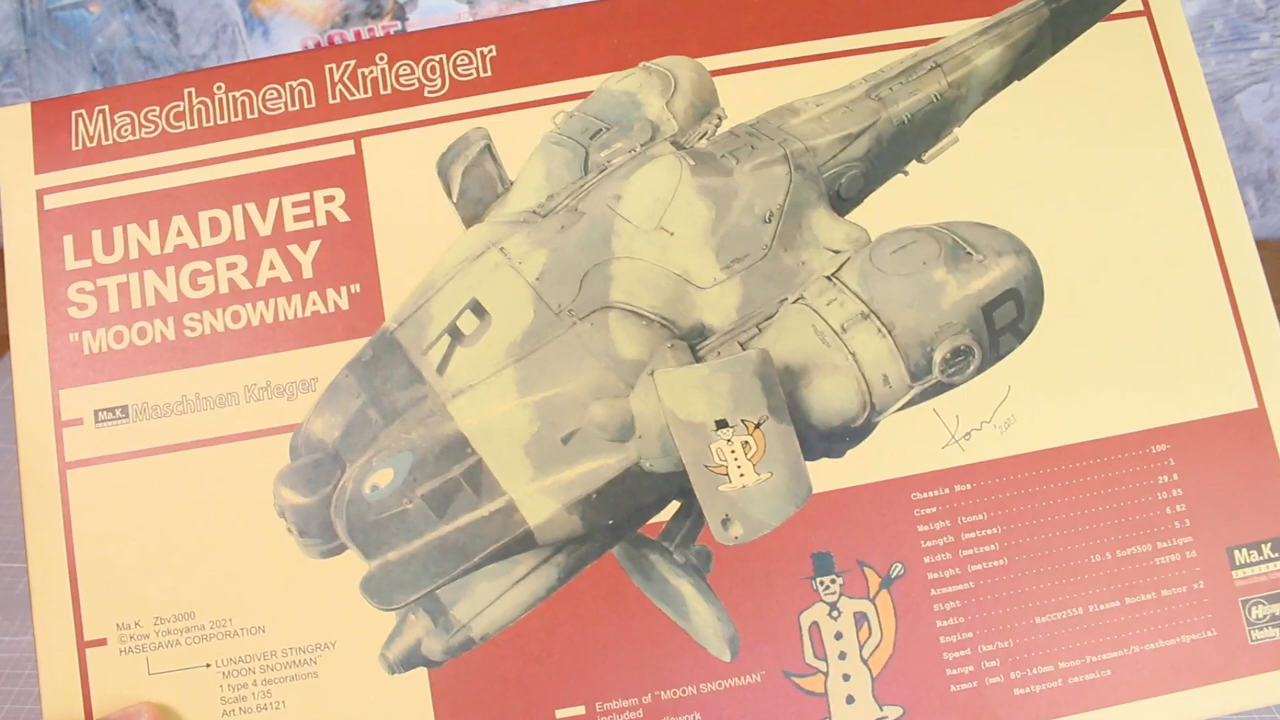 Maschinen Krieger
LUNADIVER
STINGRAY
"MOON SNOWMAN"
Ma.K. Maschinen Krieger
R
R
Kow 2021
Chassis Nos 100-
Crew 1
Weight (tons) 29.8
Length (metres) 10.85
Width (metres) 6.82
Height (metres) 5.3
Armament 10.5 SoP5500 Railgun
Sight TXF90 Zd
Radio -
Engine HsCCP2558 Plasma Rocket Motor x2
Speed (km/hr) -
Range (km) -
Armor (mm) 80-140mm Mono-Farament/H-carbon+Special
Heatproof ceramics
Ma.K.
Ma.K. Zbv3000
©Kow Yokoyama 2021
HASEGAWA CORPORATION
LUNADIVER STINGRAY
"MOON SNOWMAN"
1 type 4 decorations
Scale 1/35
Art.No.64121
Emblem of "MOON SNOWMAN"
included